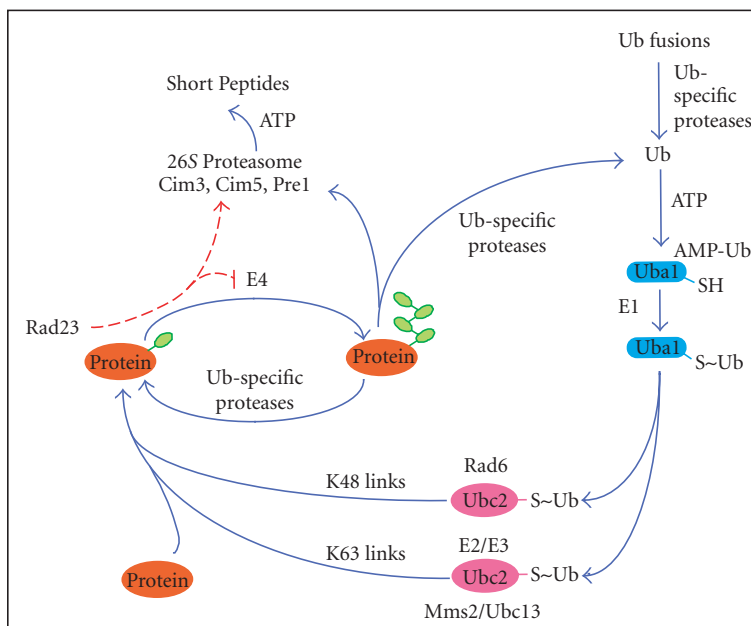 Ub fusions
Ub-
specific
proteases
Ub
ATP
AMP-Ub
Uba1
SH
E1
Uba1
S~Ub
Short Peptides
ATP
26S Proteasome
Cim3, Cim5, Pre1
Ub-specific
proteases
E4
Rad23
Protein
Protein
Ub-specific
proteases
K48 links
Rad6
Ubc2
S~Ub
K63 links
E2/E3
Ubc2
S~Ub
Mms2/Ubc13
Protein